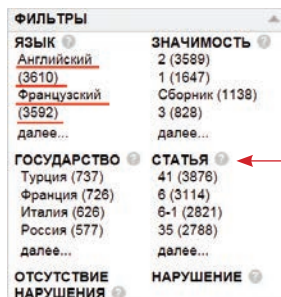 ФИЛЬТРЫ
ЯЗЫК
Английский
(3610)
Французский
(3592)
далее...
ЗНАЧИМОСТЬ
2 (3589)
1 (1647)
Сборник (1138)
3 (828)
далее...
ГОСУДАРСТВО
Турция (737)
Франция (726)
Италия (626)
Россия (577)
далее...
СТАТЬЯ
41 (3876)
6 (3114)
6-1 (2821)
35 (2788)
далее...
ОТСУТСТВИЕ
НАРУШЕНИЯ
НАРУШЕНИЕ